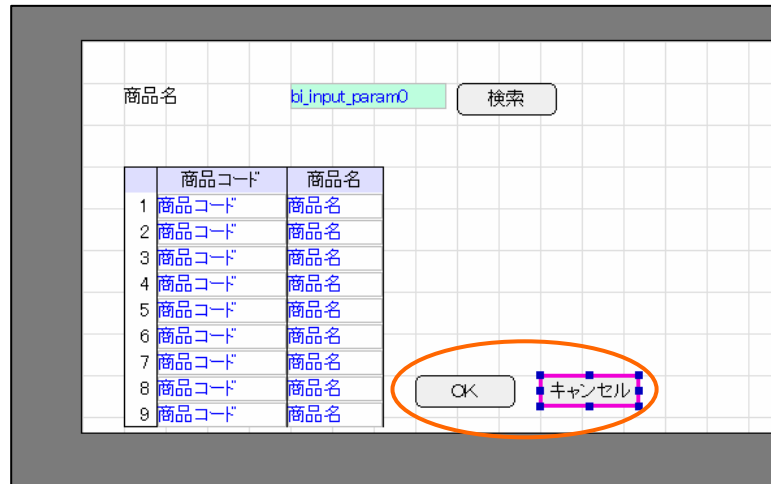 商品名 bi_input_param0 検索
商品コード 商品名
1 商品コード 商品名
2 商品コード 商品名
3 商品コード 商品名
4 商品コード 商品名
5 商品コード 商品名
6 商品コード 商品名
7 商品コード 商品名
8 商品コード 商品名 OK キャンセル
9 商品コード 商品名